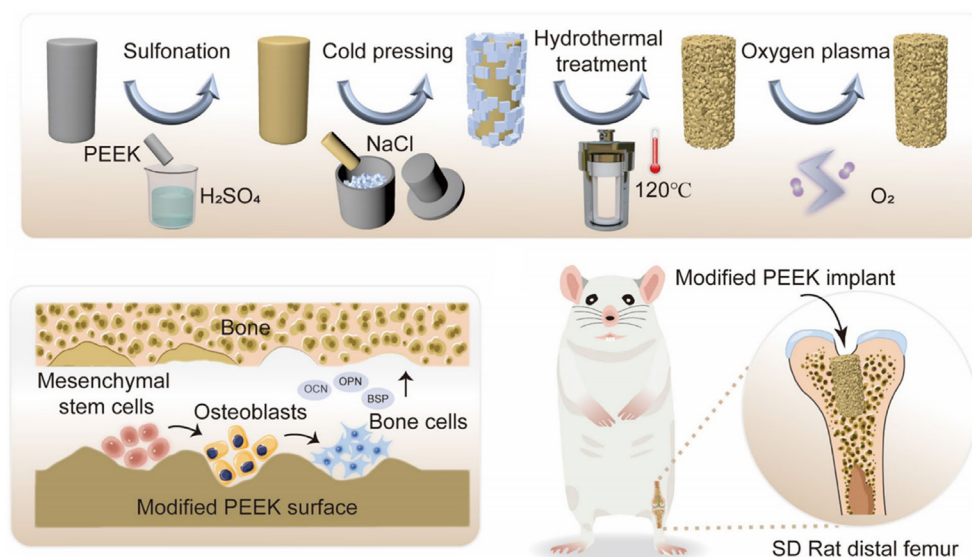 Sulfonation
Cold pressing
Hydrothermal
treatment
Oxygen plasma
PEEK
H₂SO₄
NaCl
120℃
O₂
Bone
Mesenchymal
stem cells
Osteoblasts
OCN
OPN
BSP
Bone cells
Modified PEEK surface
Modified PEEK implant
SD Rat distal femur